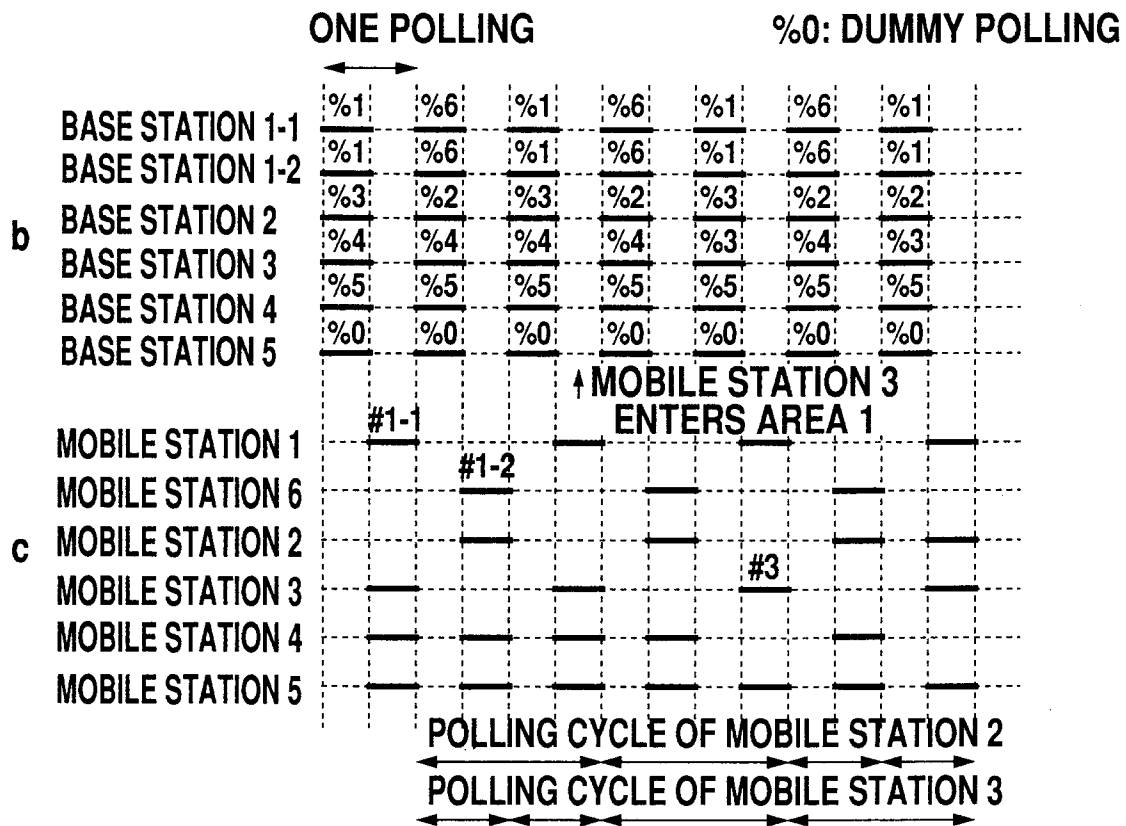 ONE POLLING %0: DUMMY POLLING
BASE STATION 1-1 %1 %6 %1 %6 %1 %6 %1
BASE STATION 1-2 %1 %6 %1 %6 %1 %6 %1
BASE STATION 2 %3 %2 %3 %2 %3 %2 %2
b
BASE STATION 3 %4 %4 %4 %4 %3 %4 %3
BASE STATION 4 %5 %5 %5 %5 %5 %5 %5
BASE STATION 5 %0 %0 %0 %0 %0 %0 %0
MOBILE STATION 3
ENTERS AREA 1
MOBILE STATION 1 #1-1
MOBILE STATION 6 #1-2
c MOBILE STATION 2
MOBILE STATION 3 #3
MOBILE STATION 4
MOBILE STATION 5
POLLING CYCLE OF MOBILE STATION 2
POLLING CYCLE OF MOBILE STATION 3